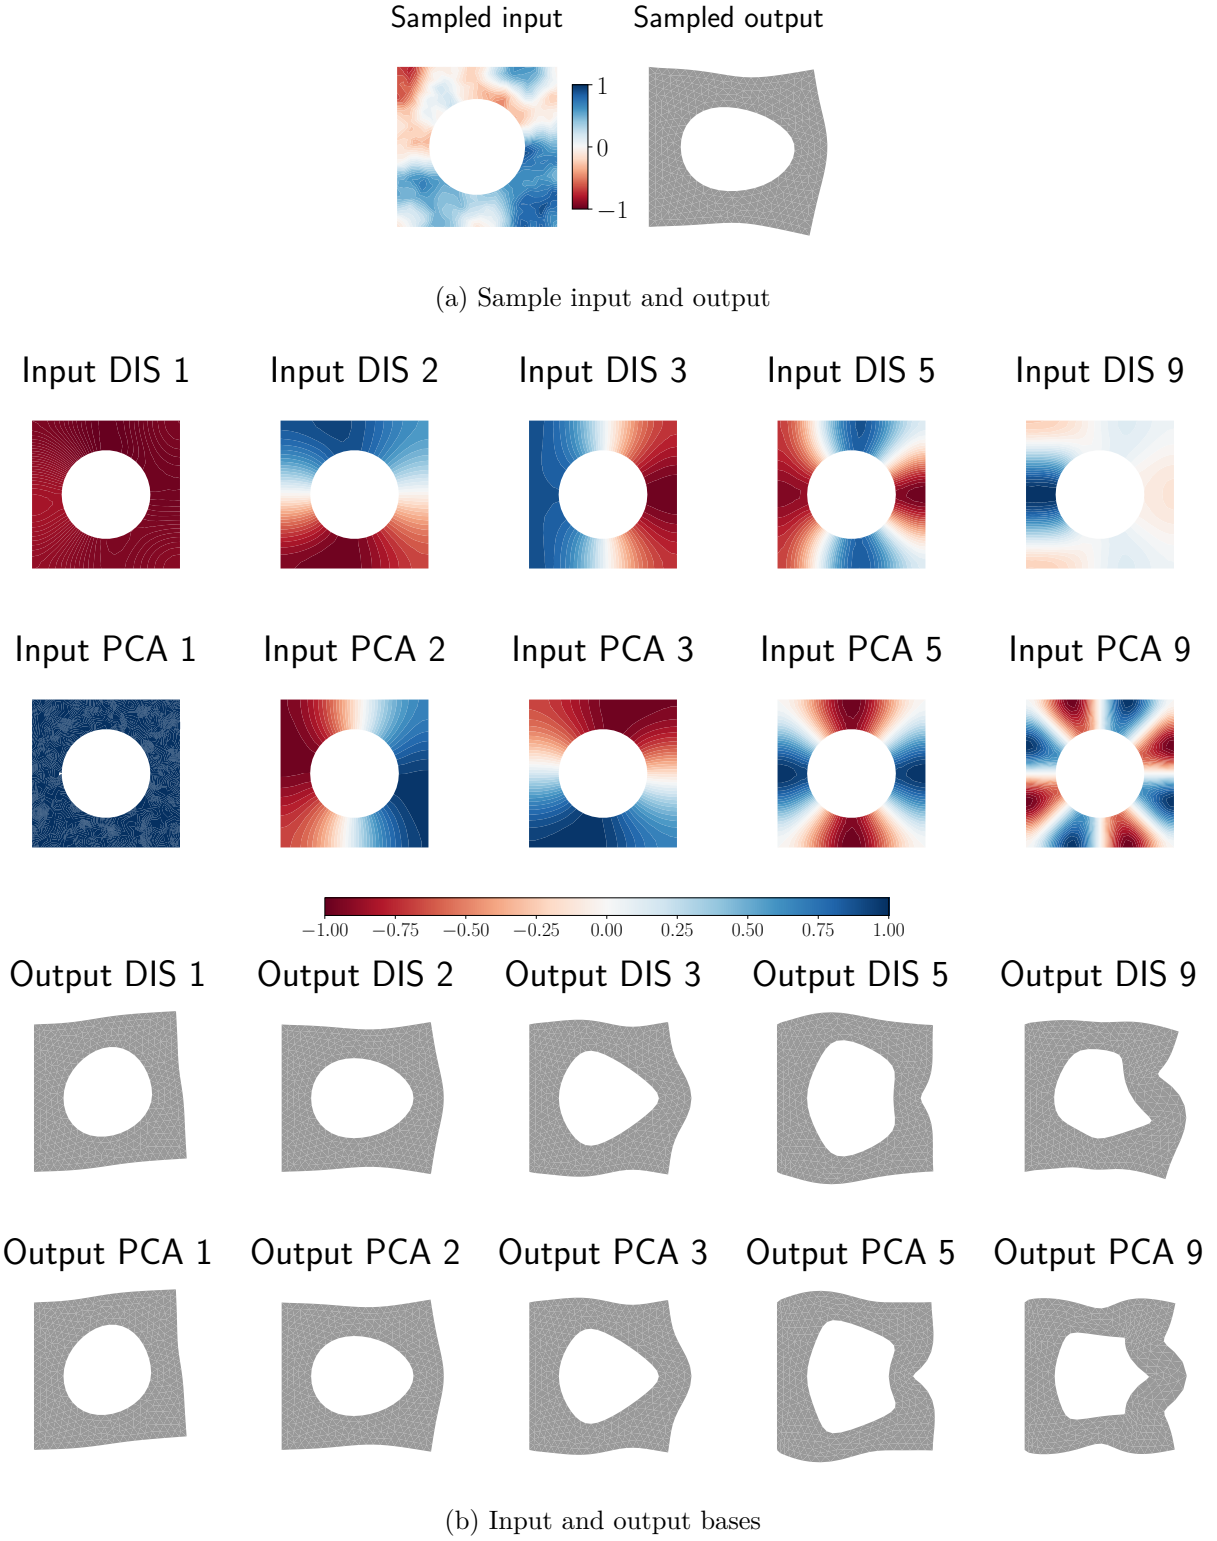 Sampled input Sampled output
1
0
−1
(a) Sample input and output
Input DIS 1 Input DIS 2 Input DIS 3 Input DIS 5 Input DIS 9
Input PCA 1 Input PCA 2 Input PCA 3 Input PCA 5 Input PCA 9
−1.00 −0.75 −0.50 −0.25 0.00 0.25 0.50 0.75 1.00
Output DIS 1 Output DIS 2 Output DIS 3 Output DIS 5 Output DIS 9
Output PCA 1 Output PCA 2 Output PCA 3 Output PCA 5 Output PCA 9
(b) Input and output bases